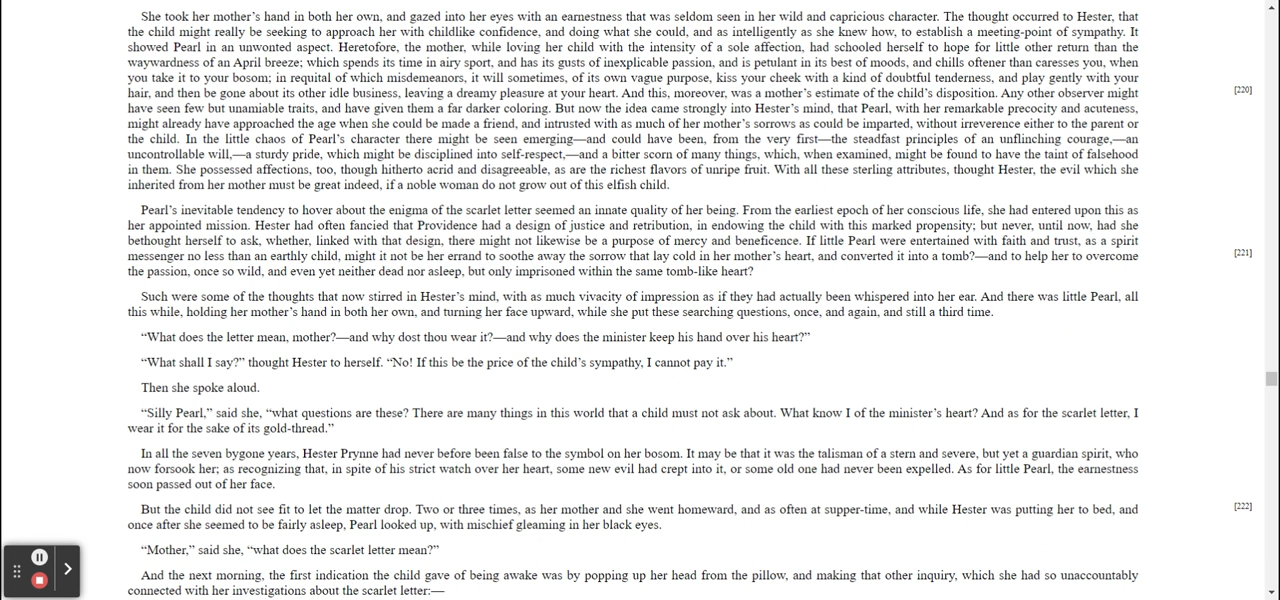 She took her mother’s hand in both her own, and gazed into her eyes with an earnestness that was seldom seen in her wild and capricious character. The thought occurred to Hester, that
the child might really be seeking to approach her with childlike confidence, and doing what she could, and as intelligently as she knew how, to establish a meeting-point of sympathy. It
showed Pearl in an unwonted aspect. Heretofore, the mother, while loving her child with the intensity of a sole affection, had schooled herself to hope for little other return than the
waywardness of an April breeze; which spends its time in airy sport, and has its gusts of inexplicable passion, and is petulant in its best of moods, and chills oftener than caresses you, when
you take it to your bosom; in requital of which misdemeanors, it will sometimes, of its own vague purpose, kiss your cheek with a kind of doubtful tenderness, and play gently with your
hair, and then be gone about its other idle business, leaving a dreamy pleasure at your heart. And this, moreover, was a mother’s estimate of the child’s disposition. Any other observer might
[220]
have seen few but unamiable traits, and have given them a far darker coloring. But now the idea came strongly into Hester’s mind, that Pearl, with her remarkable precocity and acuteness,
might already have approached the age when she could be made a friend, and intrusted with as much of her mother’s sorrows as could be imparted, without irreverence either to the parent or
the child. In the little chaos of Pearl’s character there might be seen emerging—and could have been, from the very first—the steadfast principles of an unflinching courage,—an
uncontrollable will,—a sturdy pride, which might be disciplined into self-respect,—and a bitter scorn of many things, which, when examined, might be found to have the taint of falsehood
in them. She possessed affections, too, though hitherto acrid and disagreeable, as are the richest flavors of unripe fruit. With all these sterling attributes, thought Hester, the evil which she
inherited from her mother must be great indeed, if a noble woman do not grow out of this elfish child.
Pearl’s inevitable tendency to hover about the enigma of the scarlet letter seemed an innate quality of her being. From the earliest epoch of her conscious life, she had entered upon this as
her appointed mission. Hester had often fancied that Providence had a design of justice and retribution, in endowing the child with this marked propensity; but never, until now, had she
bethought herself to ask, whether, linked with that design, there might not likewise be a purpose of mercy and beneficence. If little Pearl were entertained with faith and trust, as a spirit
messenger no less than an earthly child, might it not be her errand to soothe away the sorrow that lay cold in her mother’s heart, and converted it into a tomb?—and to help her to overcome
[221]
the passion, once so wild, and even yet neither dead nor asleep, but only imprisoned within the same tomb-like heart?
Such were some of the thoughts that now stirred in Hester’s mind, with as much vivacity of impression as if they had actually been whispered into her ear. And there was little Pearl, all
this while, holding her mother’s hand in both her own, and turning her face upward, while she put these searching questions, once, and again, and still a third time.
“What does the letter mean, mother?—and why dost thou wear it?—and why does the minister keep his hand over his heart?”
“What shall I say?” thought Hester to herself. “No! If this be the price of the child’s sympathy, I cannot pay it.”
Then she spoke aloud.
“Silly Pearl,” said she, “what questions are these? There are many things in this world that a child must not ask about. What know I of the minister’s heart? And as for the scarlet letter, I
wear it for the sake of its gold-thread.”
In all the seven bygone years, Hester Prynne had never before been false to the symbol on her bosom. It may be that it was the talisman of a stern and severe, but yet a guardian spirit, who
now forsook her; as recognizing that, in spite of his strict watch over her heart, some new evil had crept into it, or some old one had never been expelled. As for little Pearl, the earnestness
soon passed out of her face.
But the child did not see fit to let the matter drop. Two or three times, as her mother and she went homeward, and as often at supper-time, and while Hester was putting her to bed, and
[222]
once after she seemed to be fairly asleep, Pearl looked up, with mischief gleaming in her black eyes.
“Mother,” said she, “what does the scarlet letter mean?”
And the next morning, the first indication the child gave of being awake was by popping up her head from the pillow, and making that other inquiry, which she had so unaccountably
connected with her investigations about the scarlet letter:—